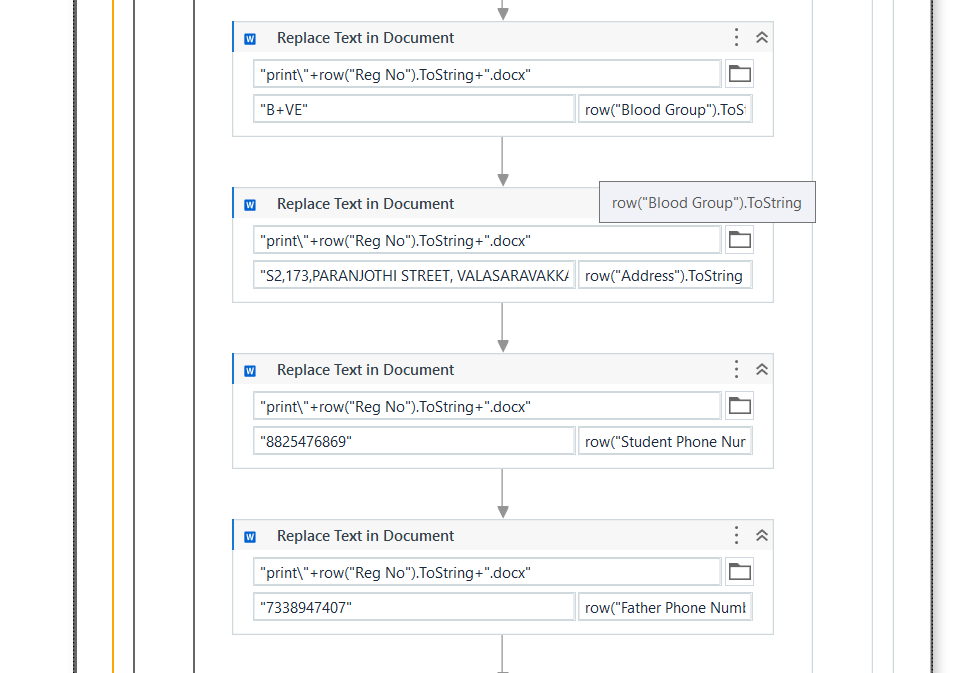 Replace Text in Document
"print\"+row("Reg No").ToString+".docx"
"B+VE" row("Blood Group").ToSt
Replace Text in Document
row("Blood Group").ToString
"print\"+row("Reg No").ToString+".docx"
"S2,173,PARANJOTHI STREET, VALASARAVAKKA row("Address").ToString
Replace Text in Document
"print\"+row("Reg No").ToString+".docx"
"8825476869" row("Student Phone Nur
Replace Text in Document
"print\"+row("Reg No").ToString+".docx"
"7338947407" row("Father Phone Numb